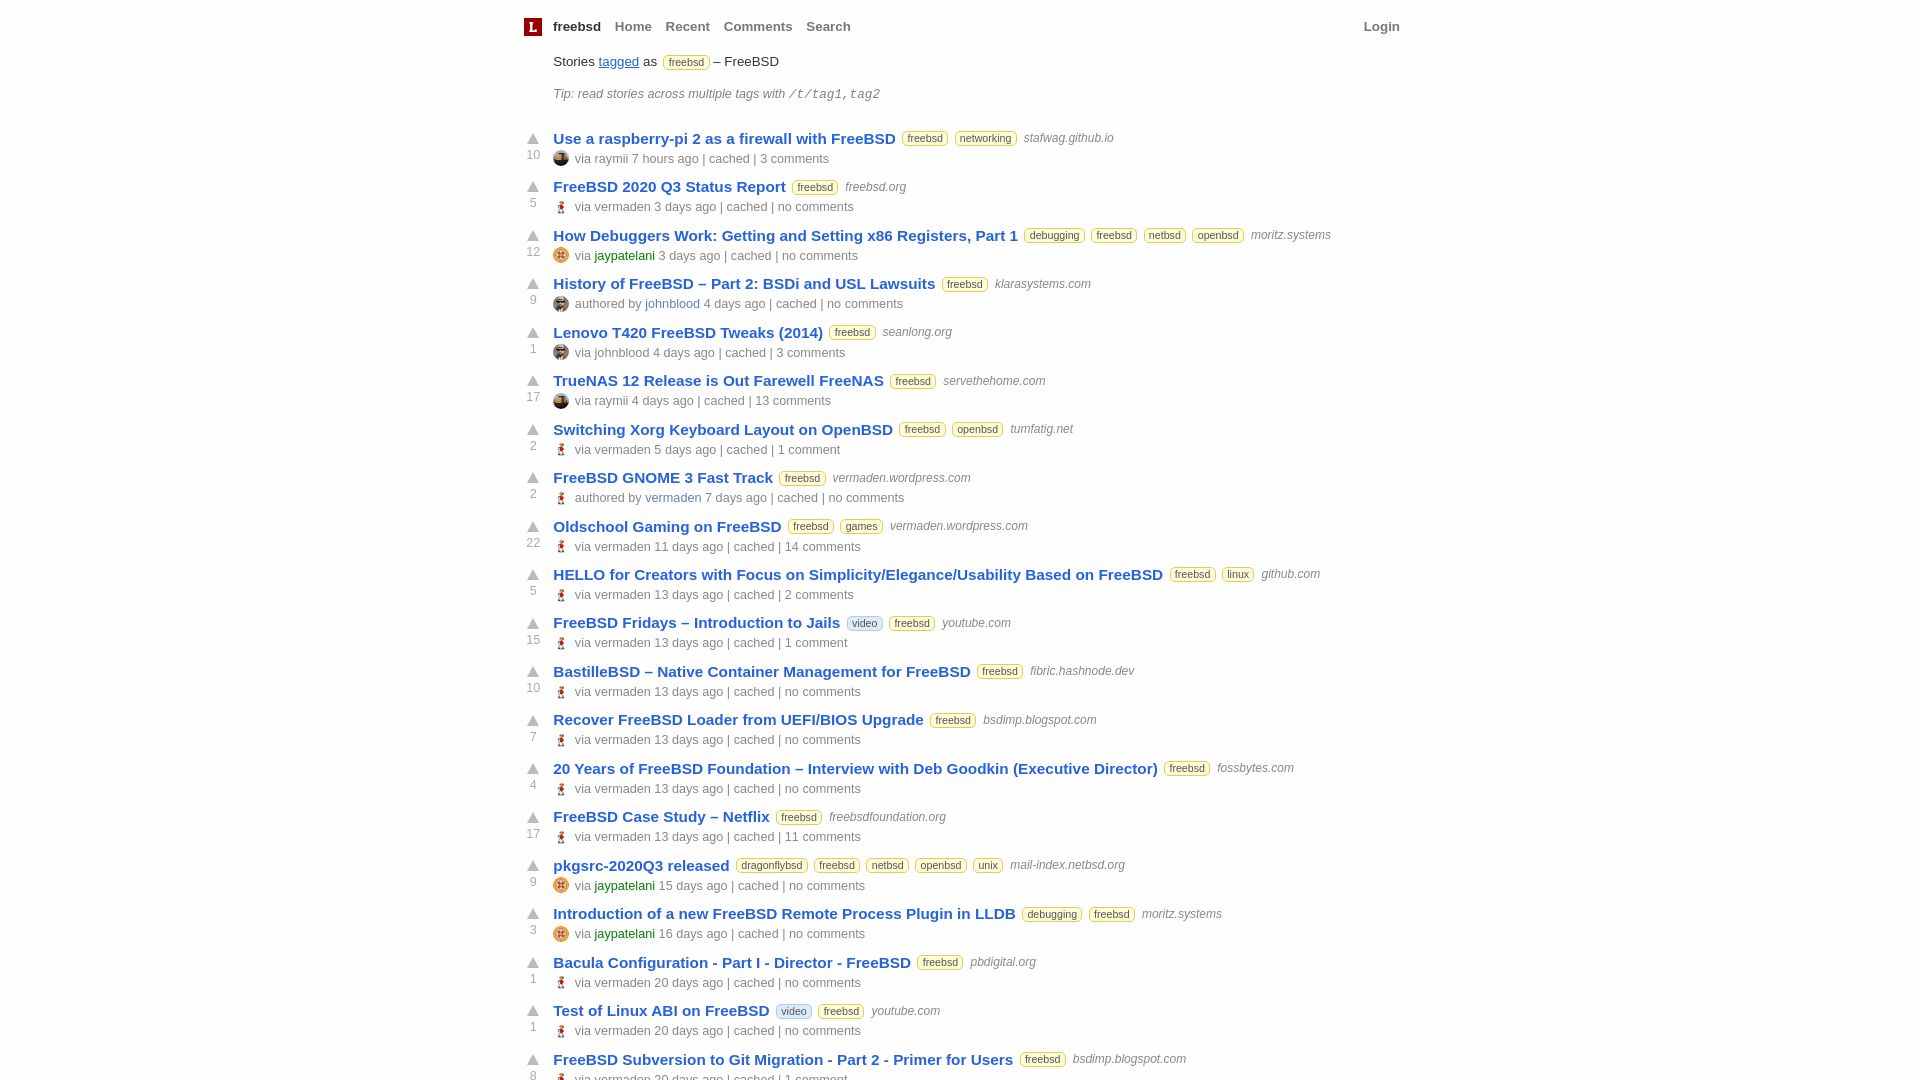 L freebsd Home Recent Comments Search Login
Stories tagged as freebsd – FreeBSD
Tip: read stories across multiple tags with /t/tag1,tag2
Use a raspberry-pi 2 as a firewall with FreeBSD freebsd networking stafwag.github.io
10 via raymii 7 hours ago | cached | 3 comments
FreeBSD 2020 Q3 Status Report freebsd freebsd.org
5 via vermaden 3 days ago | cached | no comments
How Debuggers Work: Getting and Setting x86 Registers, Part 1 debugging freebsd netbsd openbsd moritz.systems
12 via jaypatelani 3 days ago | cached | no comments
History of FreeBSD – Part 2: BSDi and USL Lawsuits freebsd klarasystems.com
9 authored by johnblood 4 days ago | cached | no comments
Lenovo T420 FreeBSD Tweaks (2014) freebsd seanlong.org
1 via johnblood 4 days ago | cached | 3 comments
TrueNAS 12 Release is Out Farewell FreeNAS freebsd servethehome.com
17 via raymii 4 days ago | cached | 13 comments
Switching Xorg Keyboard Layout on OpenBSD freebsd openbsd tumfatig.net
2 via vermaden 5 days ago | cached | 1 comment
FreeBSD GNOME 3 Fast Track freebsd vermaden.wordpress.com
2 authored by vermaden 7 days ago | cached | no comments
Oldschool Gaming on FreeBSD freebsd games vermaden.wordpress.com
22 via vermaden 11 days ago | cached | 14 comments
HELLO for Creators with Focus on Simplicity/Elegance/Usability Based on FreeBSD freebsd linux github.com
5 via vermaden 13 days ago | cached | 2 comments
FreeBSD Fridays – Introduction to Jails video freebsd youtube.com
15 via vermaden 13 days ago | cached | 1 comment
BastilleBSD – Native Container Management for FreeBSD freebsd fibric.hashnode.dev
10 via vermaden 13 days ago | cached | no comments
Recover FreeBSD Loader from UEFI/BIOS Upgrade freebsd bsdimp.blogspot.com
7 via vermaden 13 days ago | cached | no comments
20 Years of FreeBSD Foundation – Interview with Deb Goodkin (Executive Director) freebsd fossbytes.com
4 via vermaden 13 days ago | cached | no comments
FreeBSD Case Study – Netflix freebsd freebsdfoundation.org
17 via vermaden 13 days ago | cached | 11 comments
pkgsrc-2020Q3 released dragonflybsd freebsd netbsd openbsd unix mail-index.netbsd.org
9 via jaypatelani 15 days ago | cached | no comments
Introduction of a new FreeBSD Remote Process Plugin in LLDB debugging freebsd moritz.systems
3 via jaypatelani 16 days ago | cached | no comments
Bacula Configuration - Part I - Director - FreeBSD freebsd pbdigital.org
1 via vermaden 20 days ago | cached | no comments
Test of Linux ABI on FreeBSD video freebsd youtube.com
1 via vermaden 20 days ago | cached | no comments
FreeBSD Subversion to Git Migration - Part 2 - Primer for Users freebsd bsdimp.blogspot.com
8 via vermaden 20 days ago | cached | 1 comment